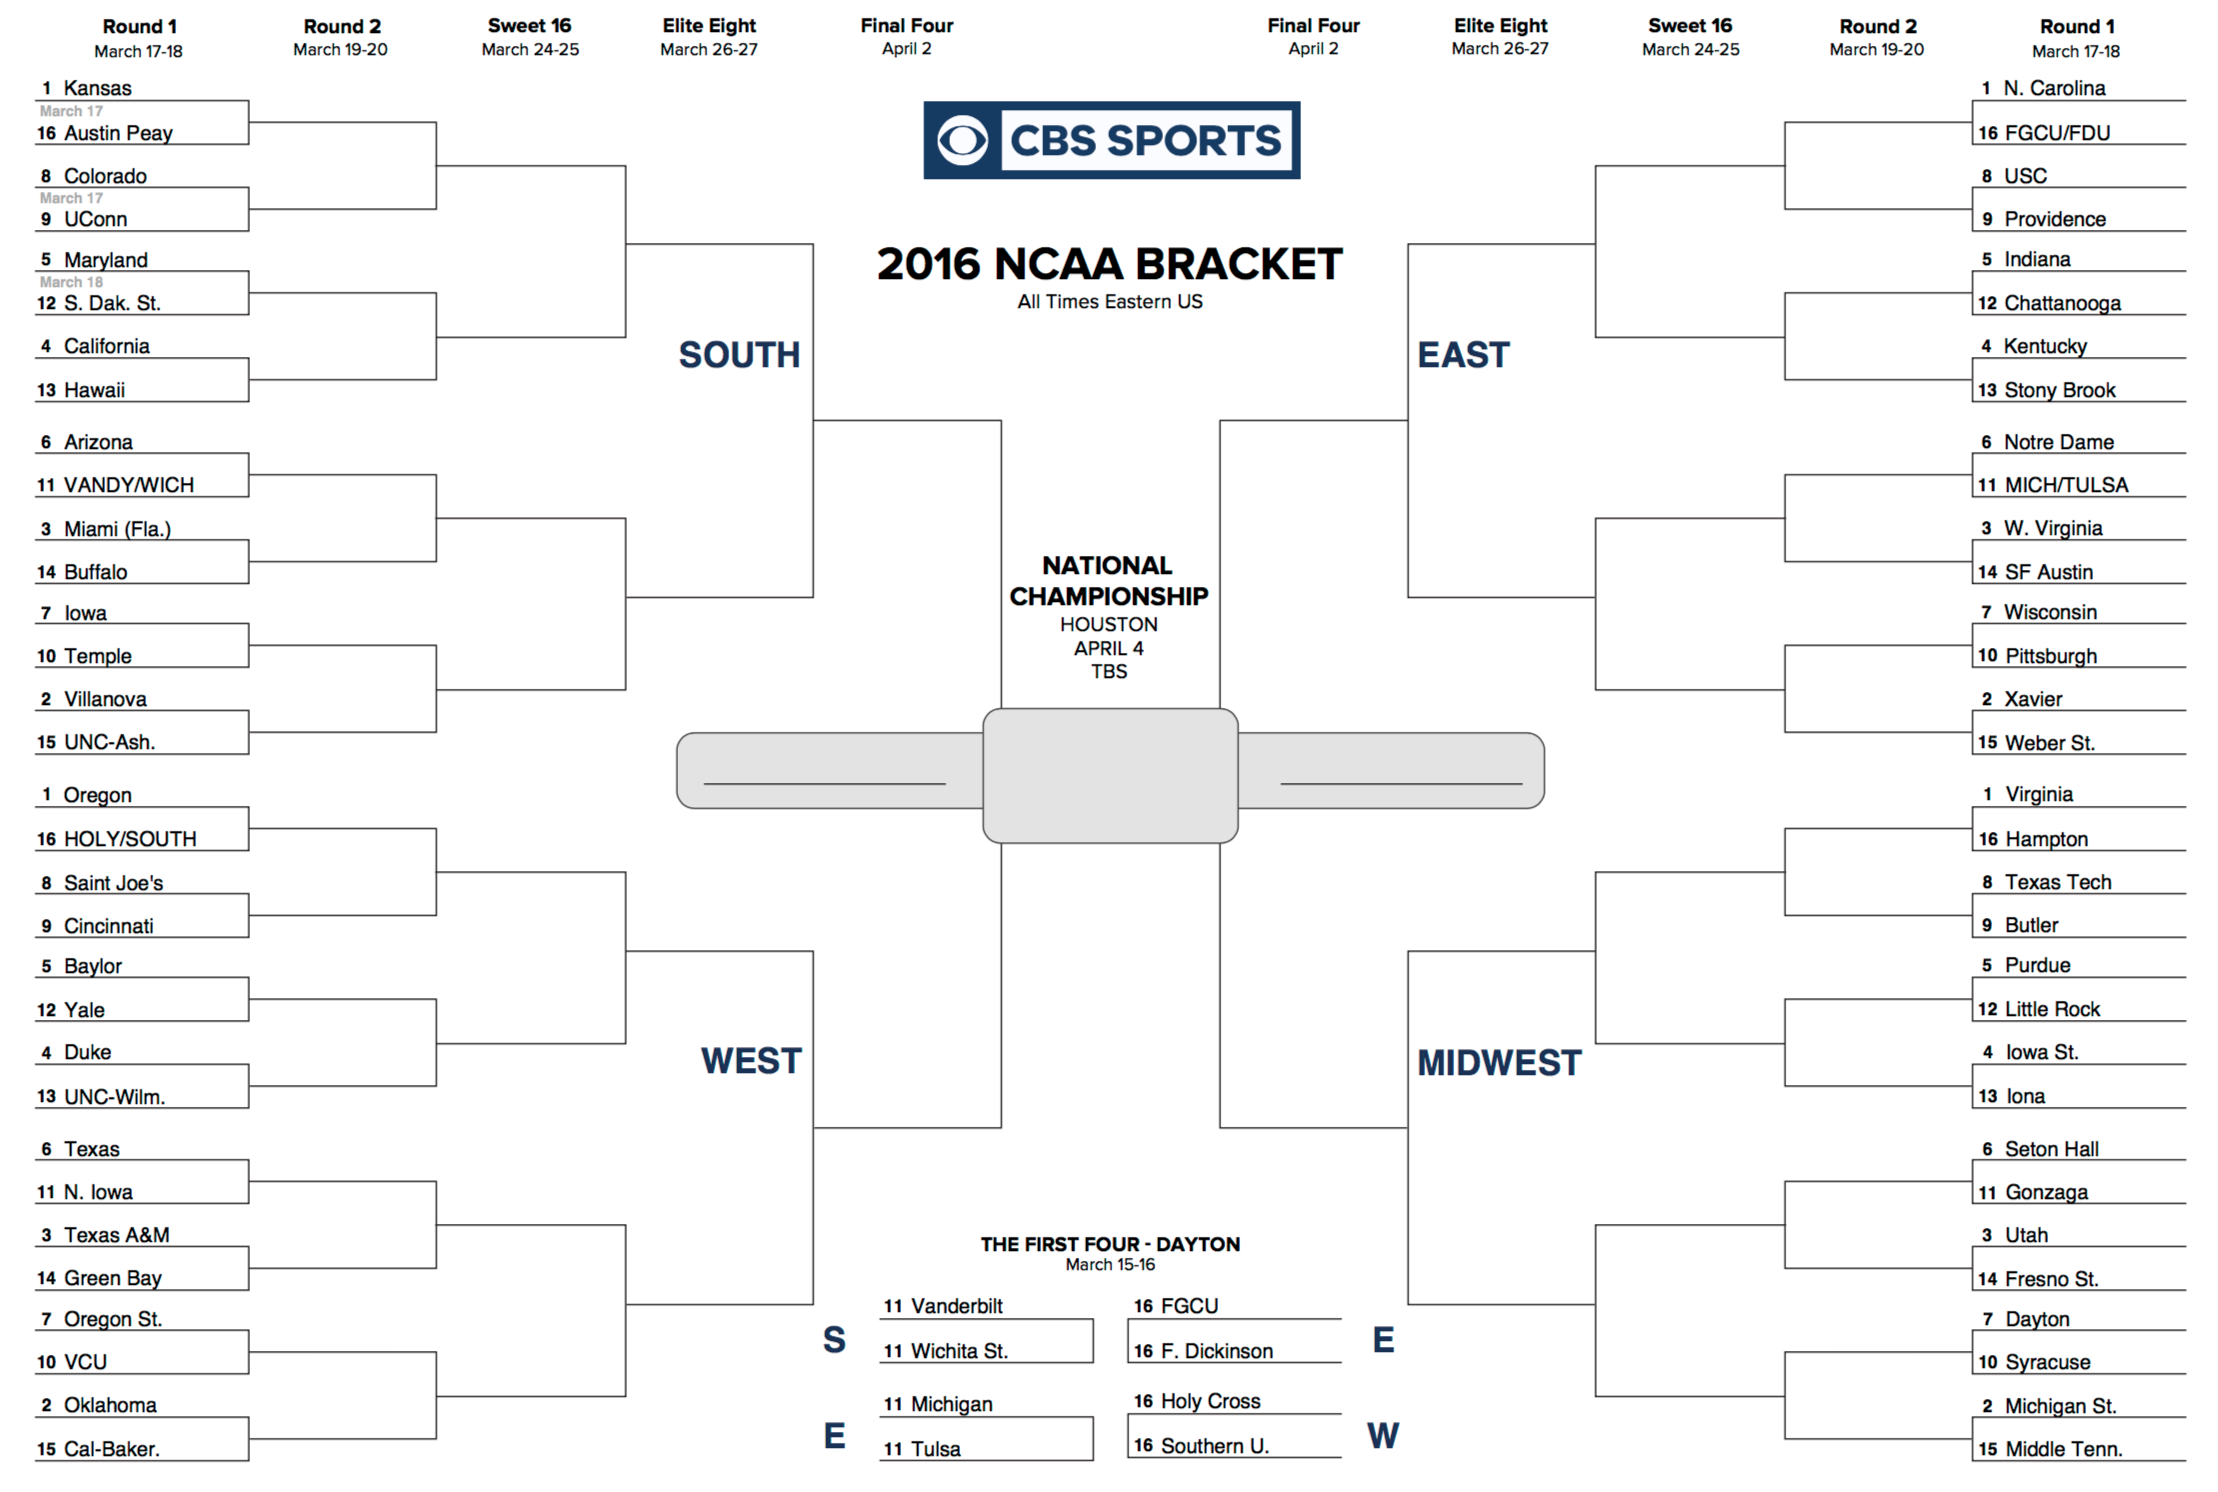 Round 1
March 17-18
Round 2
March 19-20
Sweet 16
March 24-25
Elite Eight
March 26-27
Final Four
April 2
Final Four
April 2
Elite Eight
March 26-27
Sweet 16
March 24-25
Round 2
March 19-20
Round 1
March 17-18
CBS SPORTS
2016 NCAA BRACKET
All Times Eastern US
SOUTH
1 Kansas
March 17
16 Austin Peay
8 Colorado
March 17
9 UConn
5 Maryland
March 18
12 S. Dak. St.
4 California
13 Hawaii
6 Arizona
11 VANDY/WICH
3 Miami (Fla.)
14 Buffalo
7 Iowa
10 Temple
2 Villanova
15 UNC-Ash.
WEST
1 Oregon
16 HOLY/SOUTH
8 Saint Joe's
9 Cincinnati
5 Baylor
12 Yale
4 Duke
13 UNC-Wilm.
6 Texas
11 N. Iowa
3 Texas A&M
14 Green Bay
7 Oregon St.
10 VCU
2 Oklahoma
15 Cal-Baker.
NATIONAL
CHAMPIONSHIP
HOUSTON
APRIL 4
TBS
EAST
1 N. Carolina
16 FGCU/FDU
8 USC
9 Providence
5 Indiana
12 Chattanooga
4 Kentucky
13 Stony Brook
6 Notre Dame
11 MICH/TULSA
3 W. Virginia
14 SF Austin
7 Wisconsin
10 Pittsburgh
2 Xavier
15 Weber St.
MIDWEST
1 Virginia
16 Hampton
8 Texas Tech
9 Butler
5 Purdue
12 Little Rock
4 Iowa St.
13 Iona
6 Seton Hall
11 Gonzaga
3 Utah
14 Fresno St.
7 Dayton
10 Syracuse
2 Michigan St.
15 Middle Tenn.
THE FIRST FOUR - DAYTON
March 15-16
S
11 Vanderbilt
11 Wichita St.
16 FGCU
16 F. Dickinson
E
E
11 Michigan
11 Tulsa
16 Holy Cross
16 Southern U.
W